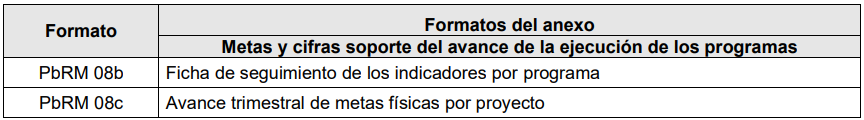 Formato
Formatos del anexo
Metas y cifras soporte del avance de la ejecución de los programas
PbRM 08b Ficha de seguimiento de los indicadores por programa
PbRM 08c Avance trimestral de metas físicas por proyecto